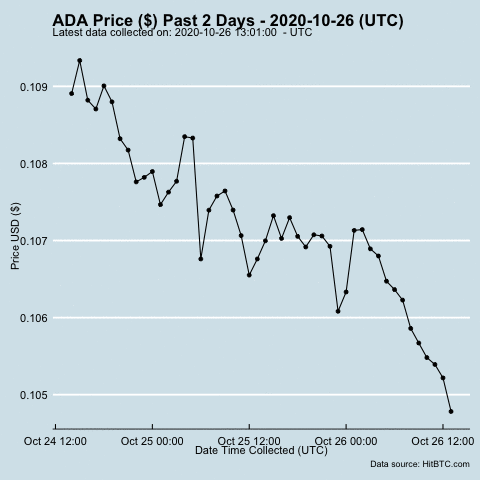 ADA Price ($) Past 2 Days - 2020-10-26 (UTC)
Latest data collected on: 2020-10-26 13:01:00  - UTC
0.109
0.108
0.107
0.106
0.105
Price USD ($)
Oct 24 12:00 Oct 25 00:00 Oct 25 12:00 Oct 26 00:00 Oct 26 12:00
Date Time Collected (UTC)
Data source: HitBTC.com